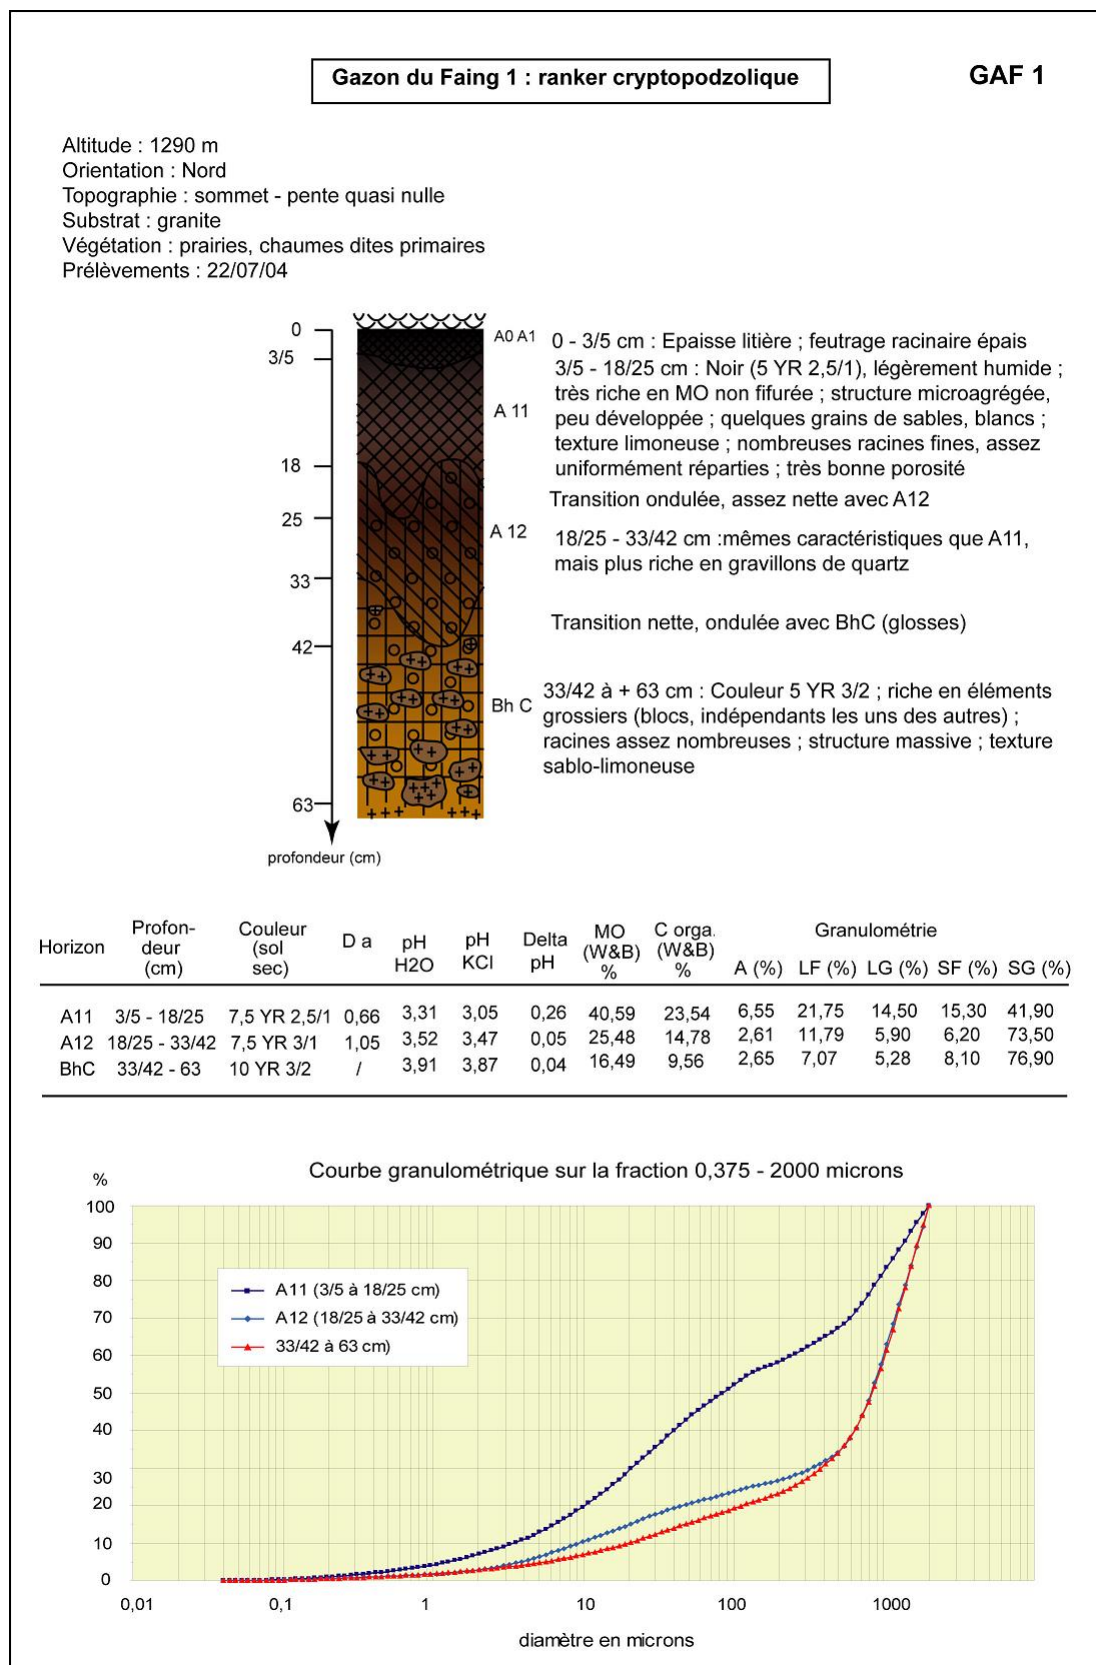 Gazon du Faing 1 : ranker cryptopodzolique
GAF 1
Altitude : 1290 m
Orientation : Nord
Topographie : sommet - pente quasi nulle
Substrat : granite
Végétation : prairies, chaumes dites primaires
Prélèvements : 22/07/04
0
3/5
18
25
33
42
63
profondeur (cm)
A0 A1
A 11
A 12
Bh C
0 - 3/5 cm : Epaisse litière ; feutrage racinaire épais
3/5 - 18/25 cm : Noir (5 YR 2,5/1), légèrement humide ;
très riche en MO non fifurée ; structure microagrégée,
peu développée ; quelques grains de sables, blancs ;
texture limoneuse ; nombreuses racines fines, assez
uniformément réparties ; très bonne porosité
Transition ondulée, assez nette avec A12
18/25 - 33/42 cm :mêmes caractéristiques que A11,
mais plus riche en gravillons de quartz
Transition nette, ondulée avec BhC (glosses)
33/42 à + 63 cm : Couleur 5 YR 3/2 ; riche en éléments
grossiers (blocs, indépendants les uns des autres) ;
racines assez nombreuses ; structure massive ; texture
sablo-limoneuse
Horizon Profon-deur (cm) Couleur (sol sec) D a pH H2O pH KCl Delta pH MO (W&B) % C orga. (W&B) % Granulométrie
A (%) LF (%) LG (%) SF (%) SG (%)
A11 3/5 - 18/25 7,5 YR 2,5/1 0,66 3,31 3,05 0,26 40,59 23,54 6,55 21,75 14,50 15,30 41,90
A12 18/25 - 33/42 7,5 YR 3/1 1,05 3,52 3,47 0,05 25,48 14,78 2,61 11,79 5,90 6,20 73,50
BhC 33/42 - 63 10 YR 3/2 / 3,91 3,87 0,04 16,49 9,56 2,65 7,07 5,28 8,10 76,90
Courbe granulométrique sur la fraction 0,375 - 2000 microns
%
100
90
80
70
60
50
40
30
20
10
0
A11 (3/5 à 18/25 cm)
A12 (18/25 à 33/42 cm)
33/42 à 63 cm)
0,01 0,1 1 10 100 1000
diamètre en microns